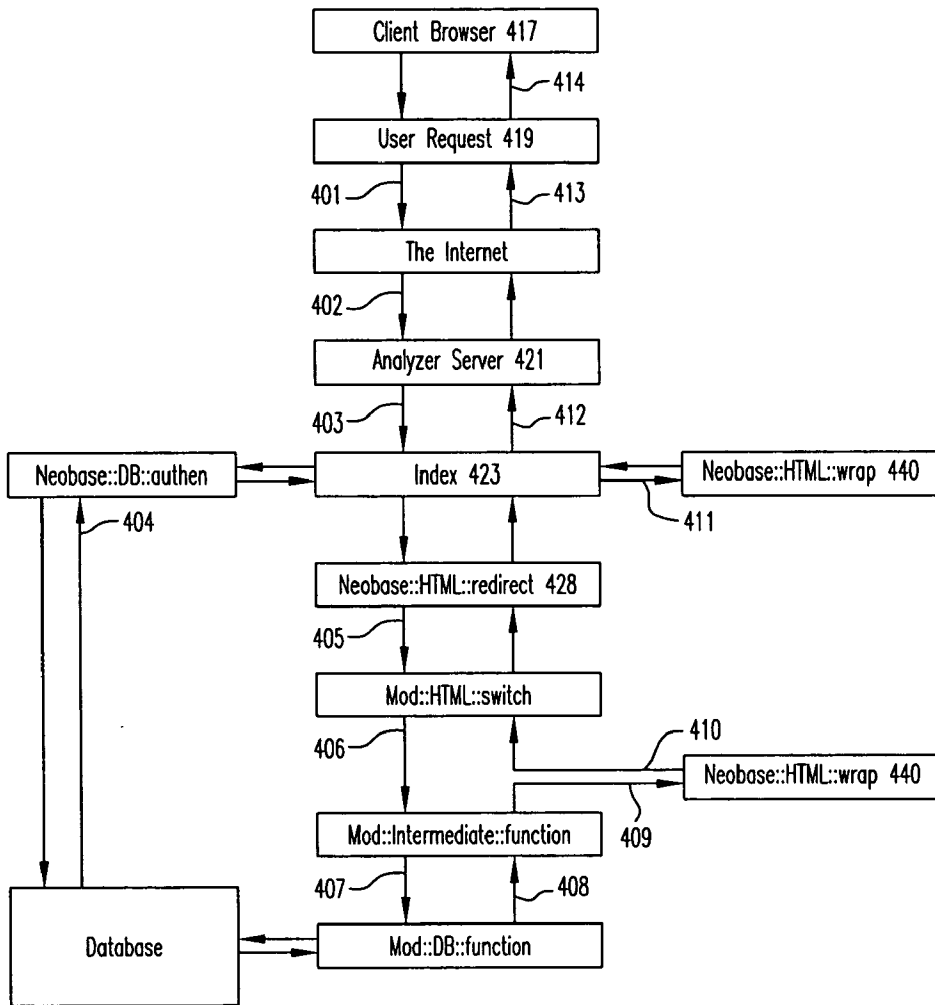 Client Browser 417
414
User Request 419
401
413
The Internet
402
Analyzer Server 421
403
412
Neobase::DB::authen
Index 423
Neobase::HTML::wrap 440
404
411
Neobase::HTML::redirect 428
405
Mod::HTML::switch
406
410
Neobase::HTML::wrap 440
409
Mod::Intermediate::function
407
408
Database
Mod::DB::function